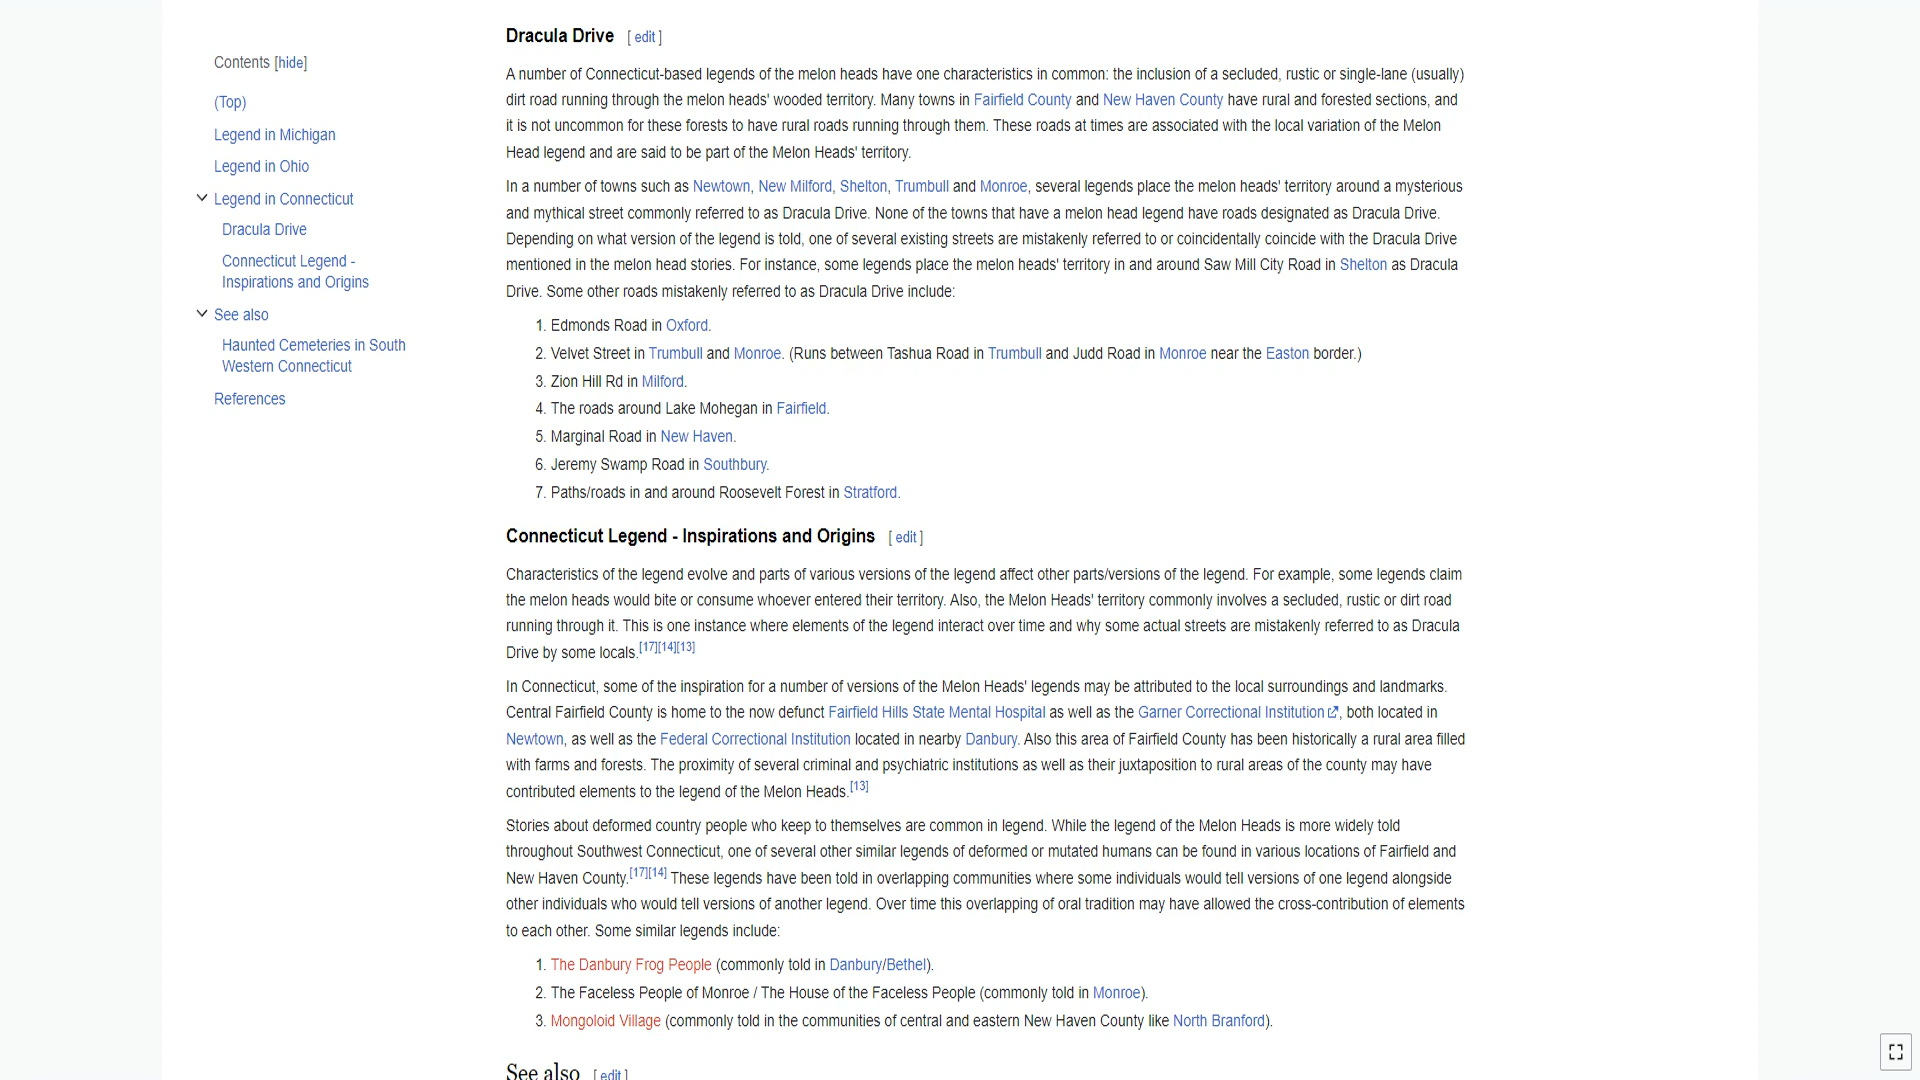 Contents [hide]
(Top)
Legend in Michigan
Legend in Ohio
Legend in Connecticut
Dracula Drive
Connecticut Legend -
Inspirations and Origins
See also
Haunted Cemeteries in South
Western Connecticut
References
Dracula Drive [ edit ]
A number of Connecticut-based legends of the melon heads have one characteristics in common: the inclusion of a secluded, rustic or single-lane (usually)
dirt road running through the melon heads' wooded territory. Many towns in Fairfield County and New Haven County have rural and forested sections, and
it is not uncommon for these forests to have rural roads running through them. These roads at times are associated with the local variation of the Melon
Head legend and are said to be part of the Melon Heads' territory.
In a number of towns such as Newtown, New Milford, Shelton, Trumbull and Monroe, several legends place the melon heads' territory around a mysterious
and mythical street commonly referred to as Dracula Drive. None of the towns that have a melon head legend have roads designated as Dracula Drive.
Depending on what version of the legend is told, one of several existing streets are mistakenly referred to or coincidentally coincide with the Dracula Drive
mentioned in the melon head stories. For instance, some legends place the melon heads' territory in and around Saw Mill City Road in Shelton as Dracula
Drive. Some other roads mistakenly referred to as Dracula Drive include:
1. Edmonds Road in Oxford.
2. Velvet Street in Trumbull and Monroe. (Runs between Tashua Road in Trumbull and Judd Road in Monroe near the Easton border.)
3. Zion Hill Rd in Milford.
4. The roads around Lake Mohegan in Fairfield.
5. Marginal Road in New Haven.
6. Jeremy Swamp Road in Southbury.
7. Paths/roads in and around Roosevelt Forest in Stratford.
Connecticut Legend - Inspirations and Origins [ edit ]
Characteristics of the legend evolve and parts of various versions of the legend affect other parts/versions of the legend. For example, some legends claim
the melon heads would bite or consume whoever entered their territory. Also, the Melon Heads' territory commonly involves a secluded, rustic or dirt road
running through it. This is one instance where elements of the legend interact over time and why some actual streets are mistakenly referred to as Dracula
Drive by some locals.[17][14][13]
In Connecticut, some of the inspiration for a number of versions of the Melon Heads' legends may be attributed to the local surroundings and landmarks.
Central Fairfield County is home to the now defunct Fairfield Hills State Mental Hospital as well as the Garner Correctional Institution, both located in
Newtown, as well as the Federal Correctional Institution located in nearby Danbury. Also this area of Fairfield County has been historically a rural area filled
with farms and forests. The proximity of several criminal and psychiatric institutions as well as their juxtaposition to rural areas of the county may have
contributed elements to the legend of the Melon Heads.[13]
Stories about deformed country people who keep to themselves are common in legend. While the legend of the Melon Heads is more widely told
throughout Southwest Connecticut, one of several other similar legends of deformed or mutated humans can be found in various locations of Fairfield and
New Haven County.[17][14] These legends have been told in overlapping communities where some individuals would tell versions of one legend alongside
other individuals who would tell versions of another legend. Over time this overlapping of oral tradition may have allowed the cross-contribution of elements
to each other. Some similar legends include:
1. The Danbury Frog People (commonly told in Danbury/Bethel).
2. The Faceless People of Monroe / The House of the Faceless People (commonly told in Monroe).
3. Mongoloid Village (commonly told in the communities of central and eastern New Haven County like North Branford).
See also [ edit ]